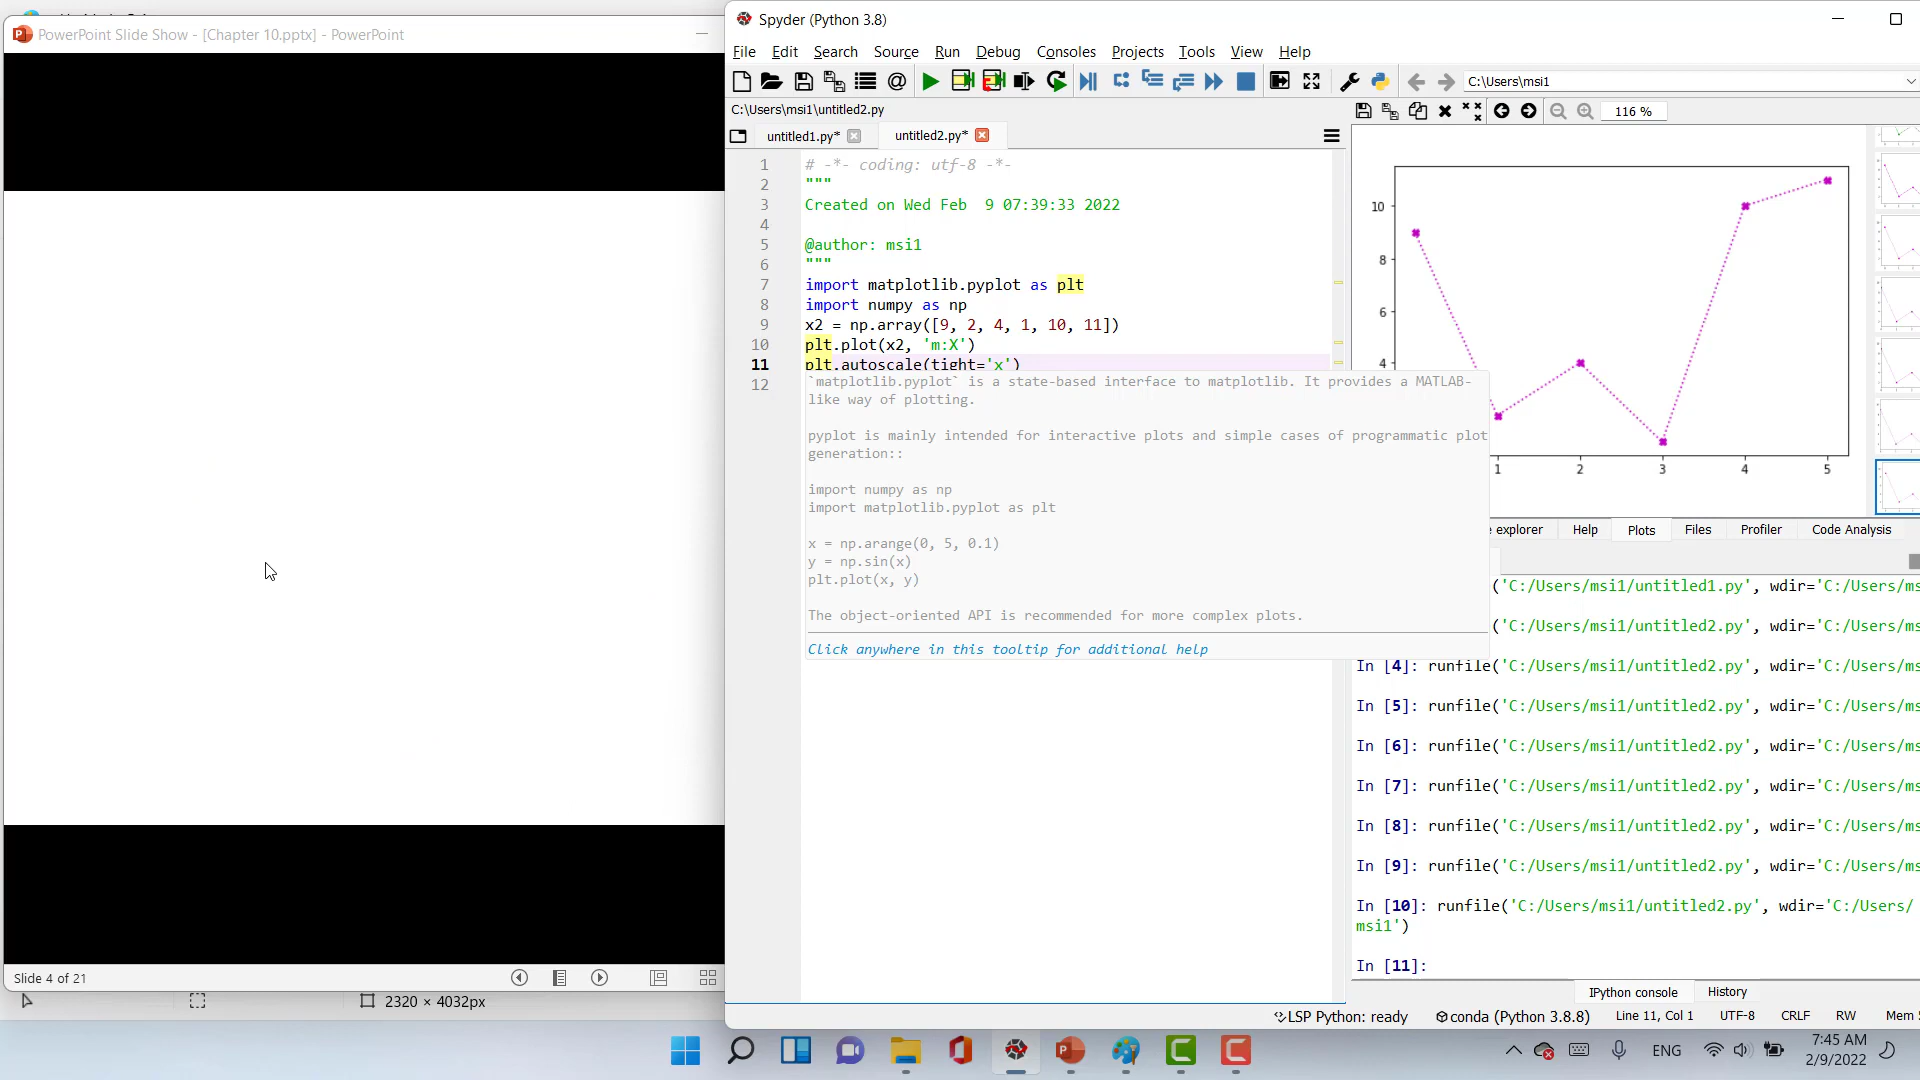 PowerPoint Slide Show - [Chapter 10.pptx] - PowerPoint
Slide 4 of 21
2320 × 4032px
Spyder (Python 3.8)
File Edit Search Source Run Debug Consoles Projects Tools View Help
C:\Users\msi1
C:\Users\msi1\untitled2.py
untitled1.py* untitled2.py*
1 # -*- coding: utf-8 -*-
2 """
3 Created on Wed Feb  9 07:39:33 2022
4
5 @author: msi1
6 """
7 import matplotlib.pyplot as plt
8 import numpy as np
9 x2 = np.array([9, 2, 4, 1, 10, 11])
10 plt.plot(x2, 'm:X')
11 plt.autoscale(tight='x')
12
`matplotlib.pyplot` is a state-based interface to matplotlib. It provides a MATLAB-
like way of plotting.
pyplot is mainly intended for interactive plots and simple cases of programmatic plot
generation::
import numpy as np
import matplotlib.pyplot as plt
x = np.arange(0, 5, 0.1)
y = np.sin(x)
plt.plot(x, y)
The object-oriented API is recommended for more complex plots.
Click anywhere in this tooltip for additional help
116 %
10
8
6
4
1 2 3 4 5
e explorer Help Plots Files Profiler Code Analysis
('C:/Users/msi1/untitled1.py', wdir='C:/Users/ms
('C:/Users/msi1/untitled2.py', wdir='C:/Users/ms
In [4]: runfile('C:/Users/msi1/untitled2.py', wdir='C:/Users/ms
In [5]: runfile('C:/Users/msi1/untitled2.py', wdir='C:/Users/ms
In [6]: runfile('C:/Users/msi1/untitled2.py', wdir='C:/Users/ms
In [7]: runfile('C:/Users/msi1/untitled2.py', wdir='C:/Users/ms
In [8]: runfile('C:/Users/msi1/untitled2.py', wdir='C:/Users/ms
In [9]: runfile('C:/Users/msi1/untitled2.py', wdir='C:/Users/ms
In [10]: runfile('C:/Users/msi1/untitled2.py', wdir='C:/Users/
msi1')
In [11]:
IPython console History
LSP Python: ready conda (Python 3.8.8) Line 11, Col 1 UTF-8 CRLF RW Mem
ENG
7:45 AM
2/9/2022